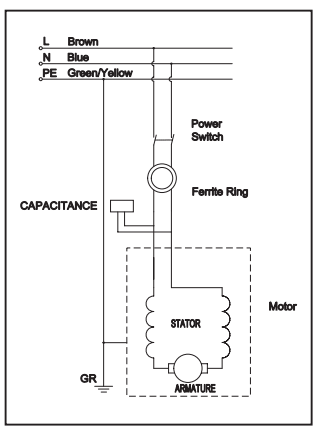 L Brown
N Blue
PE Green/Yellow
Power
Switch
Ferrite Ring
CAPACITANCE
Motor
STATOR
GR
ARMATURE